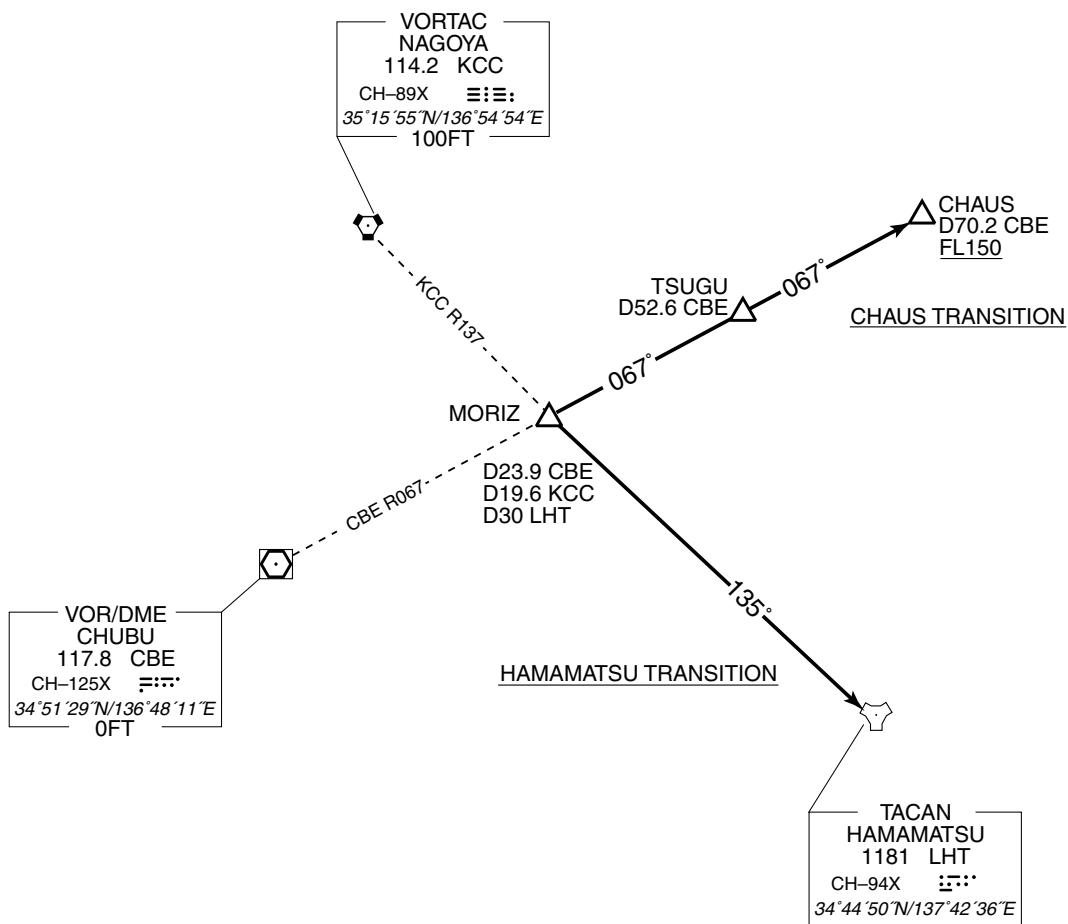 VORTAC
NAGOYA
114.2 KCC
CH–89X
35°15´55˝N/136°54´54˝E
100FT
CHAUS
D70.2 CBE
FL150
067°
TSUGU
D52.6 CBE
CHAUS TRANSITION
KCC R137
067°
MORIZ
D23.9 CBE
D19.6 KCC
D30 LHT
CBE R067
135°
VOR/DME
CHUBU
117.8 CBE
CH–125X
34°51´29˝N/136°48´11˝E
0FT
HAMAMATSU TRANSITION
TACAN
HAMAMATSU
1181 LHT
CH–94X
34°44´50˝N/137°42´36˝E